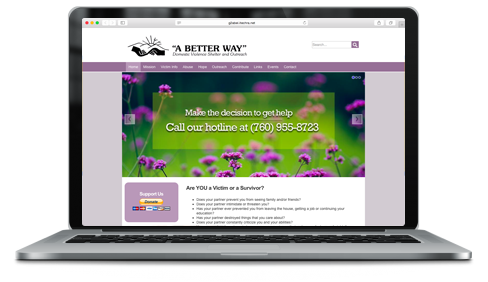 "A BETTER WAY"
Domestic Violence Shelter and Outreach
Search...
Home Mission Victim Info Abuse Hope Outreach Contact Links Events Careers
Make the decision to get help
Call our hotline at (760) 955-8723
Support Us
Donate
Are YOU a Victim or a Survivor?
Does your partner prevent you from seeing family and/or friends?
Does your partner intimidate or threaten you?
Has your partner ever prevented you from leaving the house, getting a job or continuing your
education?
Has your partner destroyed things that you care about?
Does your partner constantly criticize you and your abilities?